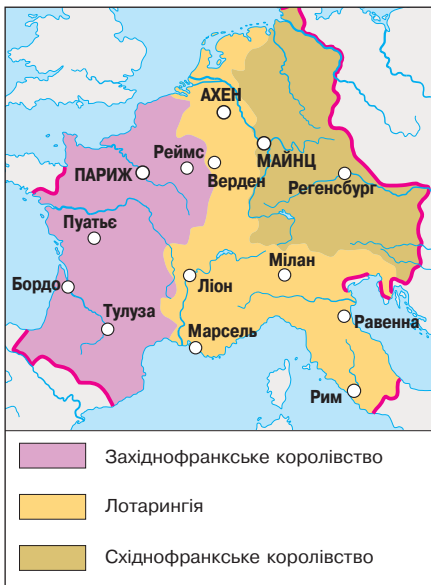 АХЕН
Реймс
ПАРИЖ
Верден
МАЙНЦ
Регенсбург
Пуатьє
Мілан
Бордо
Ліон
Тулуза
Равенна
Марсель
Рим
Західнофранкське королівство
Лотарингія
Східнофранкське королівство